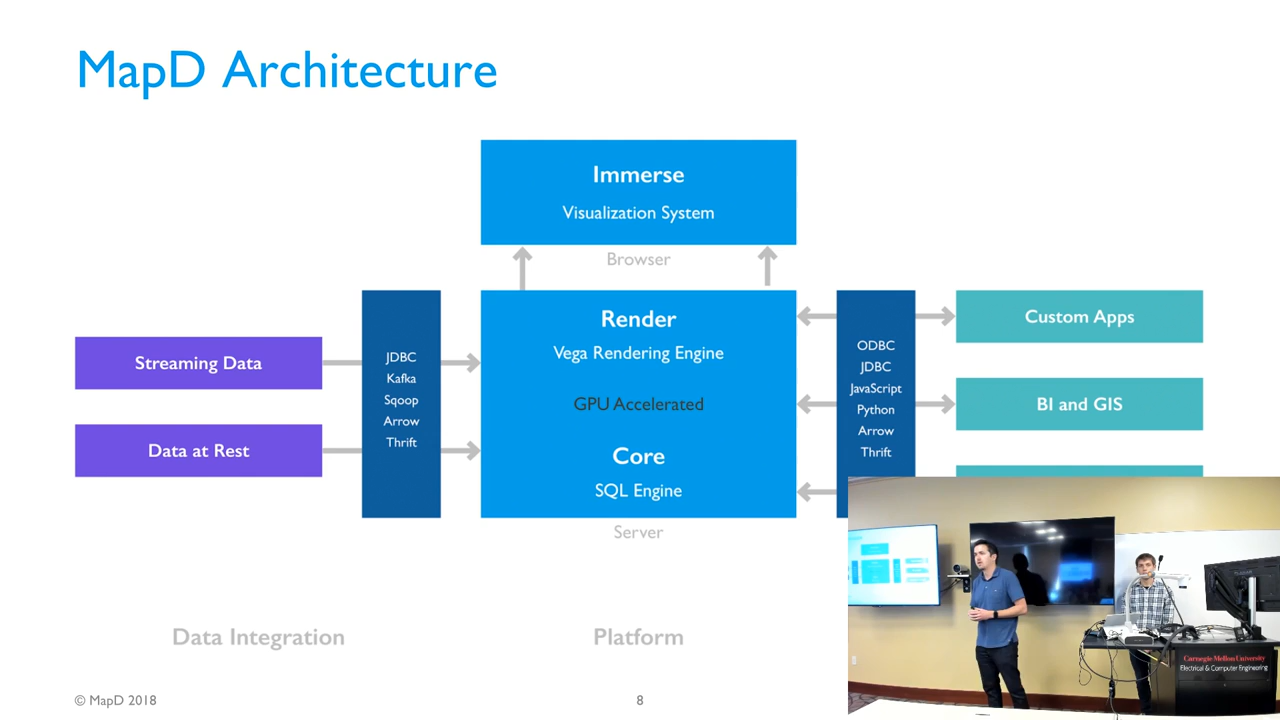 MapD Architecture
Immerse
Visualization System
Browser
Render
Vega Rendering Engine
GPU Accelerated
Core
SQL Engine
Server
Streaming Data
Data at Rest
JDBC
Kafka
Sqoop
Arrow
Thrift
ODBC
JDBC
JavaScript
Python
Arrow
Thrift
Custom Apps
BI and GIS
Data Integration
Platform
© MapD 2018
8
Carnegie Mellon University
Electrical & Computer Engineering